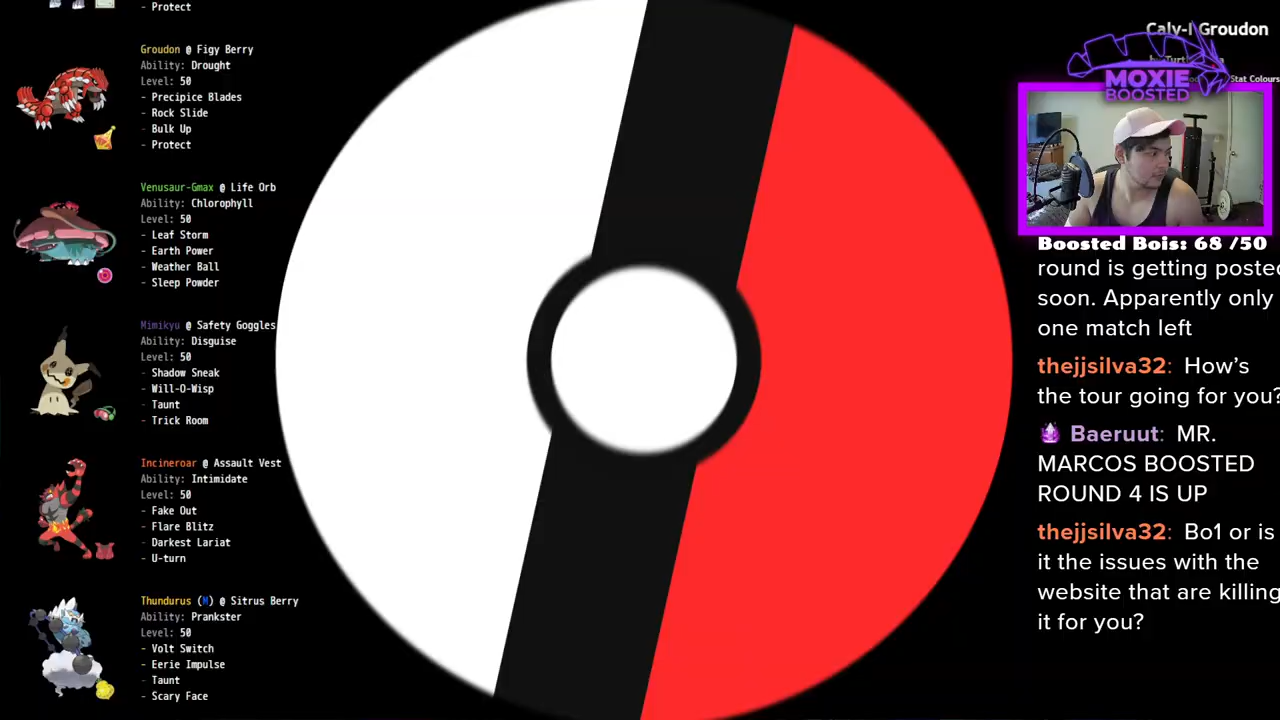 - Protect
Groudon @ Figy Berry
Ability: Drought
Level: 50
- Precipice Blades
- Rock Slide
- Bulk Up
- Protect
Venusaur-Gmax @ Life Orb
Ability: Chlorophyll
Level: 50
- Leaf Storm
- Earth Power
- Weather Ball
- Sleep Powder
Mimikyu @ Safety Goggles
Ability: Disguise
Level: 50
- Shadow Sneak
- Will-O-Wisp
- Taunt
- Trick Room
Incineroar @ Assault Vest
Ability: Intimidate
Level: 50
- Fake Out
- Flare Blitz
- Darkest Lariat
- U-turn
Thundurus (M) @ Sitrus Berry
Ability: Prankster
Level: 50
- Volt Switch
- Eerie Impulse
- Taunt
- Scary Face
Caly-I Groudon
Stat Colours
MOXIE
BOOSTED
Boosted Bois: 68 /50
round is getting posted
soon. Apparently only
one match left
thejjsilva32: How's
the tour going for you?
Baeruut: MR.
MARCOS BOOSTED
ROUND 4 IS UP
thejjsilva32: Bo1 or is
it the issues with the
website that are killing
it for you?